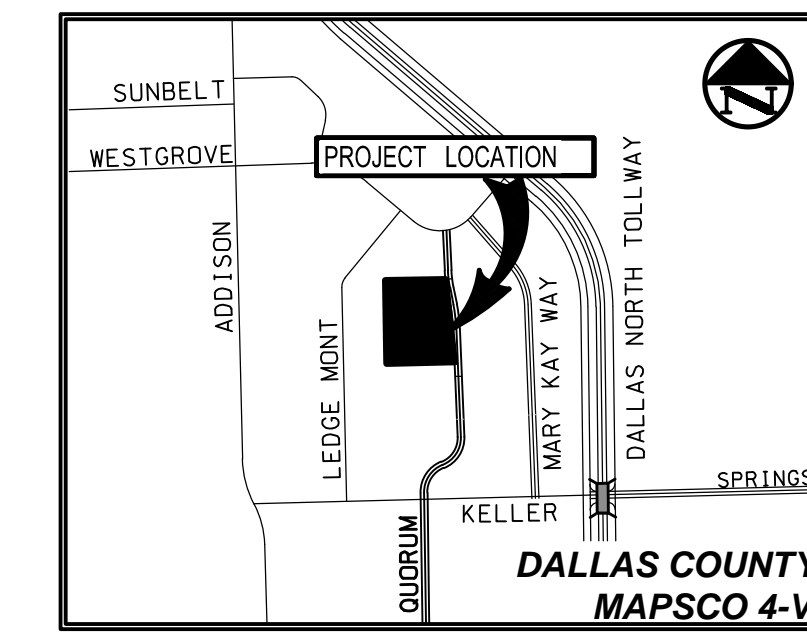 SUNBELT
N
WESTGROVE
PROJECT LOCATION
ADDISON
LEDGE MONT
MARY KAY WAY
DALLAS NORTH TOLLWAY
SPRINGS
KELLER
QUORUM
DALLAS COUNTY
MAPSCO 4-V